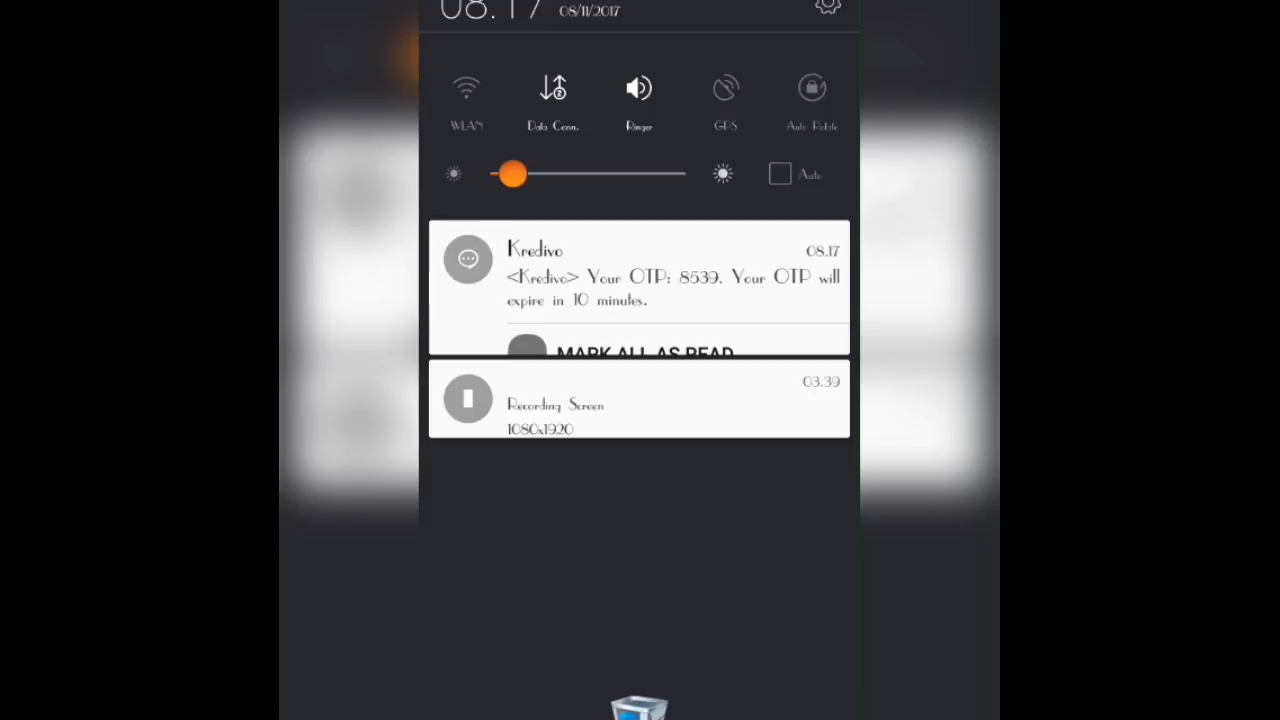 08.17 08/11/2017
WLAN Data Conn. Ringer GPS Auto Rotate
Auto
Kredivo 08.17
<Kredivo> Your OTP: 8539. Your OTP will
expire in 10 minutes.
MARK ALL AS READ
03.39
Recording Screen
1080x1920